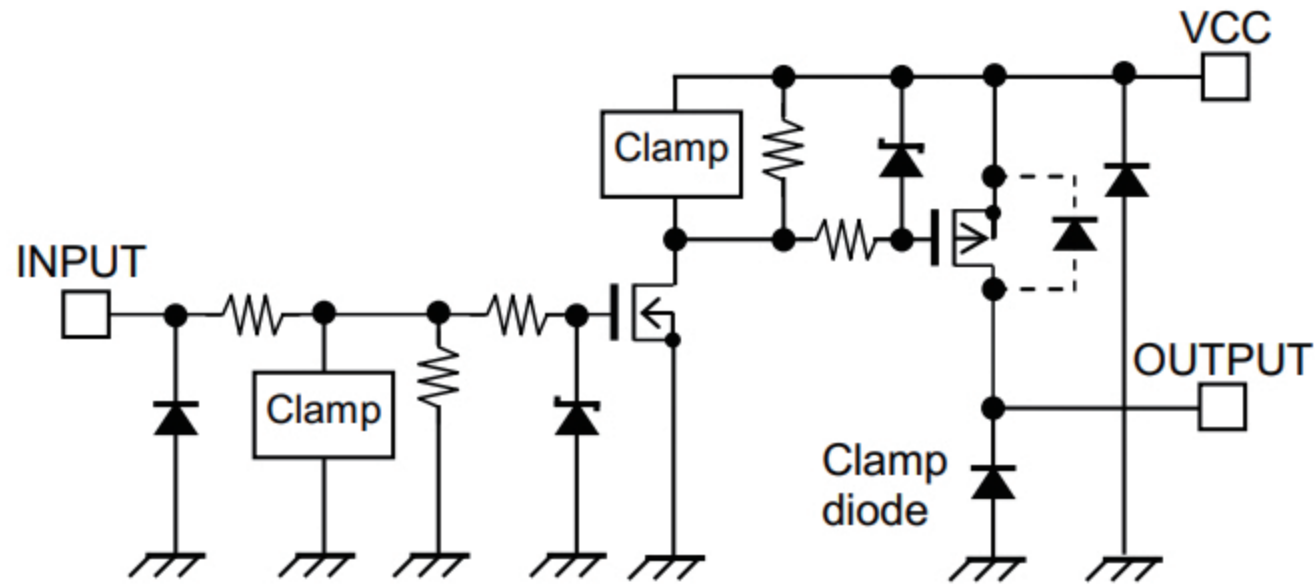 VCC
Clamp
INPUT
OUTPUT
Clamp
Clamp
diode